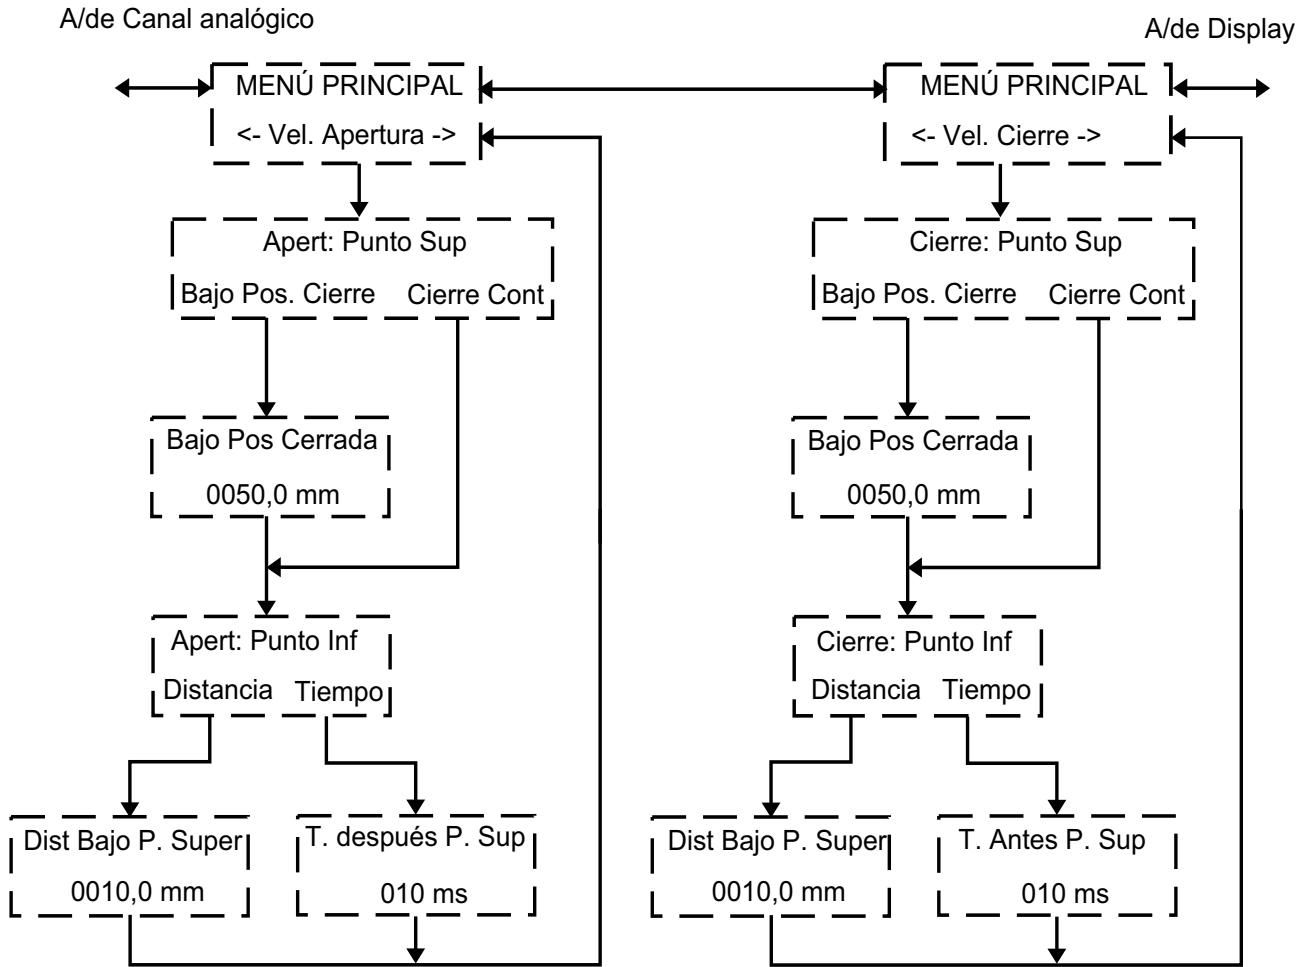 A/de Canal analógico
A/de Display
MENÚ PRINCIPAL
<- Vel. Apertura ->
MENÚ PRINCIPAL
<- Vel. Cierre ->
Apert: Punto Sup
Bajo Pos. Cierre Cierre Cont
Cierre: Punto Sup
Bajo Pos. Cierre Cierre Cont
Bajo Pos Cerrada
0050,0 mm
Bajo Pos Cerrada
0050,0 mm
Apert: Punto Inf
Distancia Tiempo
Cierre: Punto Inf
Distancia Tiempo
Dist Bajo P. Super
0010,0 mm
T. después P. Sup
010 ms
Dist Bajo P. Super
0010,0 mm
T. Antes P. Sup
010 ms